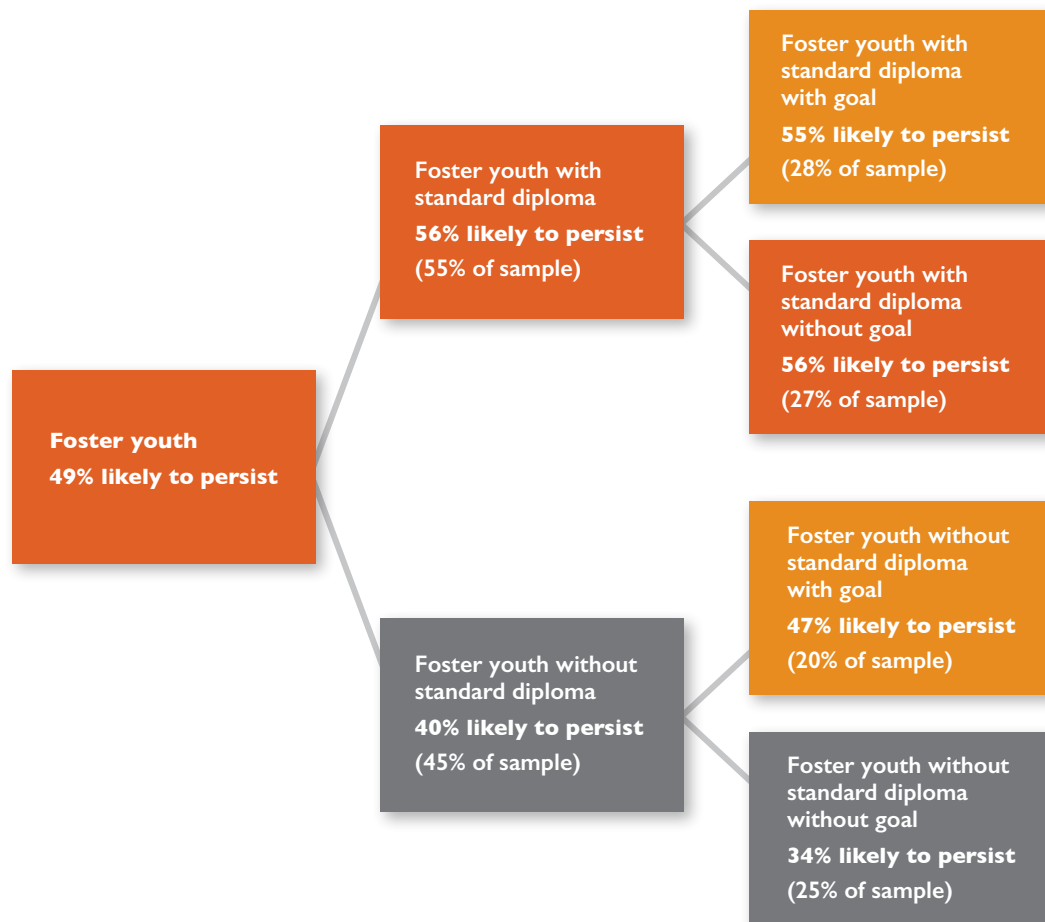 Foster youth
49% likely to persist
Foster youth with
standard diploma
56% likely to persist
(55% of sample)
Foster youth without
standard diploma
40% likely to persist
(45% of sample)
Foster youth with
standard diploma
with goal
55% likely to persist
(28% of sample)
Foster youth with
standard diploma
without goal
56% likely to persist
(27% of sample)
Foster youth without
standard diploma
with goal
47% likely to persist
(20% of sample)
Foster youth without
standard diploma
without goal
34% likely to persist
(25% of sample)